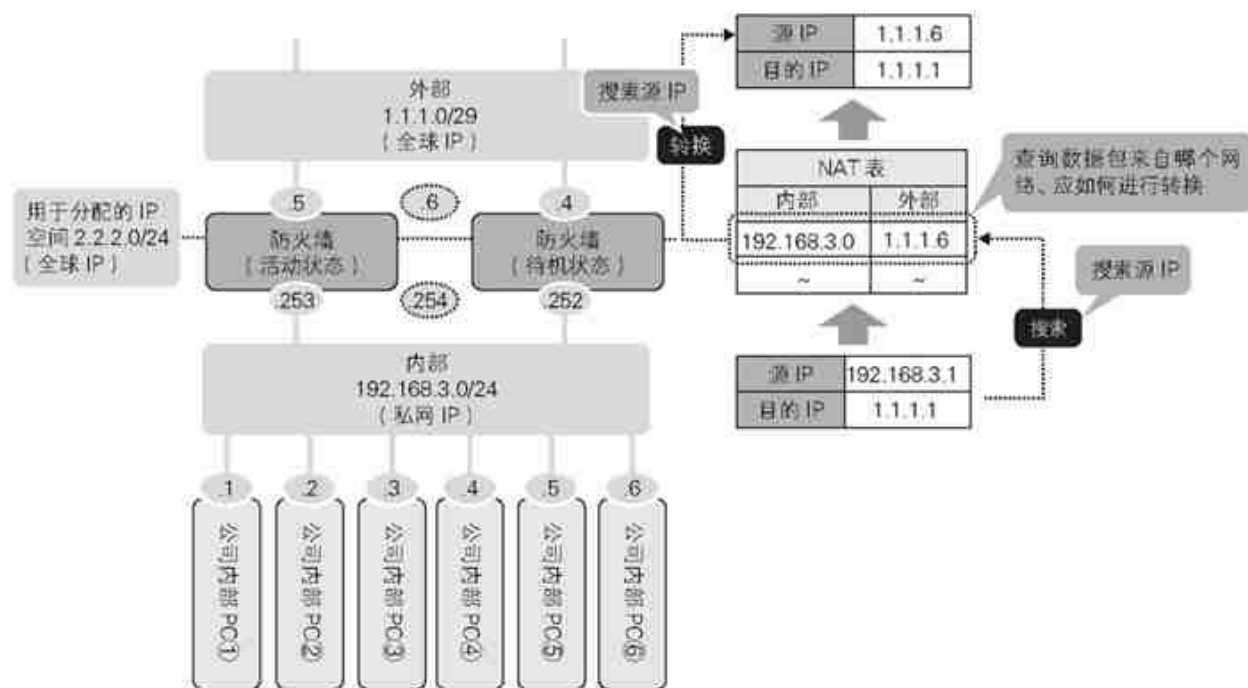 外部
1.1.1.0/29
（全球 IP）
.5
.6
.4
用于分配的 IP
空间 2.2.2.0/24
（全球 IP）
防火墙
（活动状态）
防火墙
（待机状态）
.253
.254
.252
内部
192.168.3.0/24
（私网 IP）
.1
.2
.3
.4
.5
.6
公司内部 PC①
公司内部 PC②
公司内部 PC③
公司内部 PC④
公司内部 PC⑤
公司内部 PC⑥
源 IP 1.1.1.6
目的 IP 1.1.1.1
搜索源 IP
转换
NAT 表
内部 外部
192.168.3.0 1.1.1.6
~ ~
查询数据包来自哪个网
络、应如何进行转换
搜索源 IP
搜索
源 IP 192.168.3.1
目的 IP 1.1.1.1